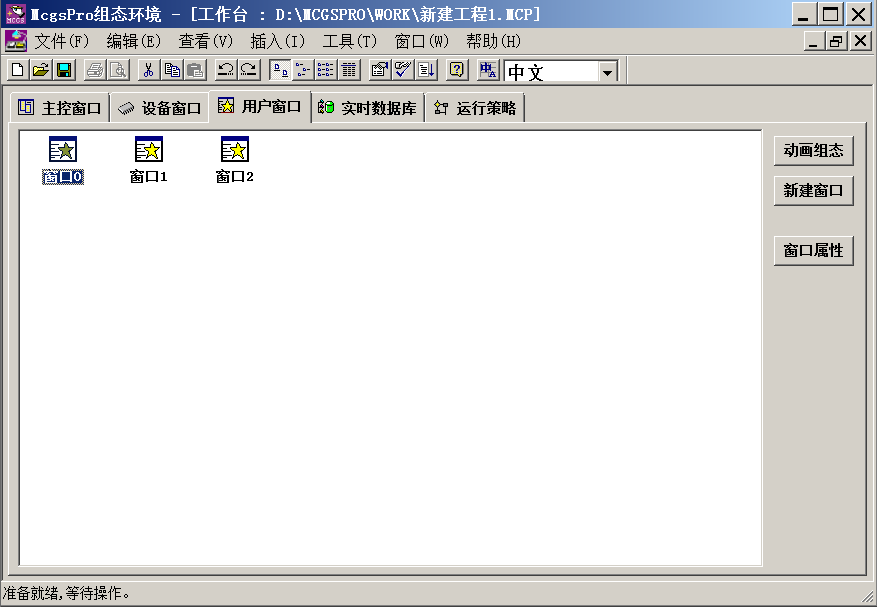 McgsPro组态环境 - [工作台 : D:\MCGSPRO\WORK\新建工程1.MCP]
文件(F) 编辑(E) 查看(V) 插入(I) 工具(T) 窗口(W) 帮助(H)
中文
主控窗口 设备窗口 用户窗口 实时数据库 运行策略
窗口0 窗口1 窗口2
动画组态
新建窗口
窗口属性
准备就绪,等待操作。